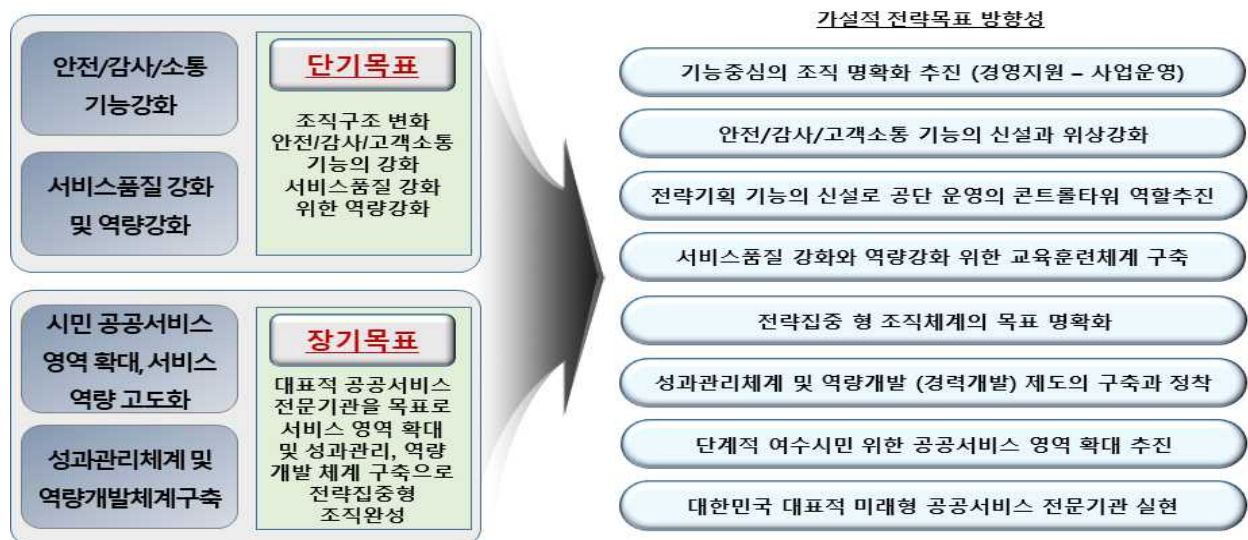 안전/감사/소통
기능강화
서비스품질 강화
및 역량강화
단기목표
조직구조 변화
안전/감사/고객소통
기능의 강화
서비스품질 강화
위한 역량강화
시민 공공서비스
영역 확대, 서비스
역량 고도화
성과관리체계 및
역량개발체계구축
장기목표
대표적 공공서비스
전문기관을 목표로
서비스 영역 확대
및 성과관리, 역량
개발 체계 구축으로
전략집중형
조직완성
가설적 전략목표 방향성
기능중심의 조직 명확화 추진 (경영지원 – 사업운영)
안전/감사/고객소통 기능의 신설과 위상강화
전략기획 기능의 신설로 공단 운영의 콘트롤타워 역할추진
서비스품질 강화와 역량강화 위한 교육훈련체계 구축
전략집중 형 조직체계의 목표 명확화
성과관리체계 및 역량개발 (경력개발) 제도의 구축과 정착
단계적 여수시민 위한 공공서비스 영역 확대 추진
대한민국 대표적 미래형 공공서비스 전문기관 실현